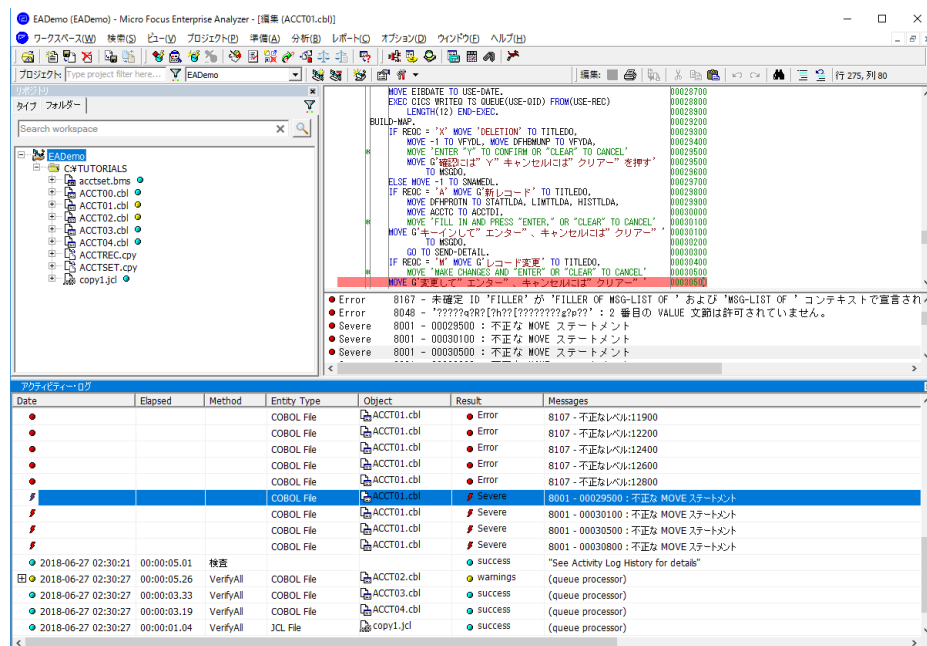 EADemo (EADemo) - Micro Focus Enterprise Analyzer - [編集 (ACCT01.cbl)]
ワークスペース(W) 検索(S) ビュー(V) プロジェクト(P) 準備(A) 分析(B) レポート(C) オプション(D) ウィンドウ(E) ヘルプ(H)
プロジェクト: Type project filter here... EADemo 編集: 行 275, 列 80
リポジトリ
タイプ フォルダー
Search workspace
EADemo
C:¥TUTORIALS
acctset.bms
ACCT00.cbl
ACCT01.cbl
ACCT02.cbl
ACCT03.cbl
ACCT04.cbl
ACCTREC.cpy
ACCTSET.cpy
copy1.jcl
MOVE EIBDATE TO USE-DATE. 00028700
EXEC CICS WRITEQ TS QUEUE(USE-QID) FROM(USE-REC) 00028800
LENGTH(12) END-EXEC. 00028900
BUILD-MAP. 00029200
IF REQC = 'X' MOVE 'DELETION' TO TITLEDO, 00029300
MOVE -1 TO VFYDL, MOVE DFHBMUNP TO VFYDA, 00029400
* MOVE 'ENTER "Y" TO CONFIRM OR "CLEAR" TO CANCEL' 00029500
MOVE G'確認には”Y”キャンセルには”クリアー”を押す' 00029500
TO MSGDO, 00029600
ELSE MOVE -1 TO SNAMEDL. 00029700
IF REQC = 'A' MOVE G'新レコード' TO TITLEDO, 00029800
MOVE DFHPROTN TO STATTLDA, LIMTTLDA, HISTTLDA, 00029900
MOVE ACCTC TO ACCTDI, 00030000
* MOVE 'FILL IN AND PRESS "ENTER," OR "CLEAR" TO CANCEL' 00030100
MOVE G'キーインして”エンター”、キャンセルには”クリアー”' 00030100
TO MSGDO, 00030200
GO TO SEND-DETAIL. 00030300
IF REQC = 'M' MOVE G'レコード変更' TO TITLEDO, 00030400
* MOVE 'MAKE CHANGES AND "ENTER" OR "CLEAR" TO CANCEL' 00030500
MOVE G'変更して”エンター”、キャンセルには”クリアー”' 00030500
Error 8167 - 未確定 ID 'FILLER' が 'FILLER OF MSG-LIST OF ' および 'MSG-LIST OF ' コンテキストで宣言され
Error 8048 - '?????q?R?[?h??[????????g?p??' : 2 番目の VALUE 文節は許可されていません。
Severe 8001 - 00029500 : 不正な MOVE ステートメント
Severe 8001 - 00030100 : 不正な MOVE ステートメント
Severe 8001 - 00030500 : 不正な MOVE ステートメント
アクティビティー・ログ
Date Elapsed Method Entity Type Object Result Messages
COBOL File ACCT01.cbl Error 8107 - 不正なレベル:11900
COBOL File ACCT01.cbl Error 8107 - 不正なレベル:12200
COBOL File ACCT01.cbl Error 8107 - 不正なレベル:12400
COBOL File ACCT01.cbl Error 8107 - 不正なレベル:12600
COBOL File ACCT01.cbl Error 8107 - 不正なレベル:12800
COBOL File ACCT01.cbl Severe 8001 - 00029500 : 不正な MOVE ステートメント
COBOL File ACCT01.cbl Severe 8001 - 00030100 : 不正な MOVE ステートメント
COBOL File ACCT01.cbl Severe 8001 - 00030500 : 不正な MOVE ステートメント
COBOL File ACCT01.cbl Severe 8001 - 00030800 : 不正な MOVE ステートメント
2018-06-27 02:30:21 00:00:05.01 検査 success "See Activity Log History for details"
2018-06-27 02:30:27 00:00:05.26 VerifyAll COBOL File ACCT02.cbl warnings (queue processor)
2018-06-27 02:30:27 00:00:03.33 VerifyAll COBOL File ACCT03.cbl success (queue processor)
2018-06-27 02:30:27 00:00:03.19 VerifyAll COBOL File ACCT04.cbl success (queue processor)
2018-06-27 02:30:27 00:00:01.04 VerifyAll JCL File copy1.jcl success (queue processor)